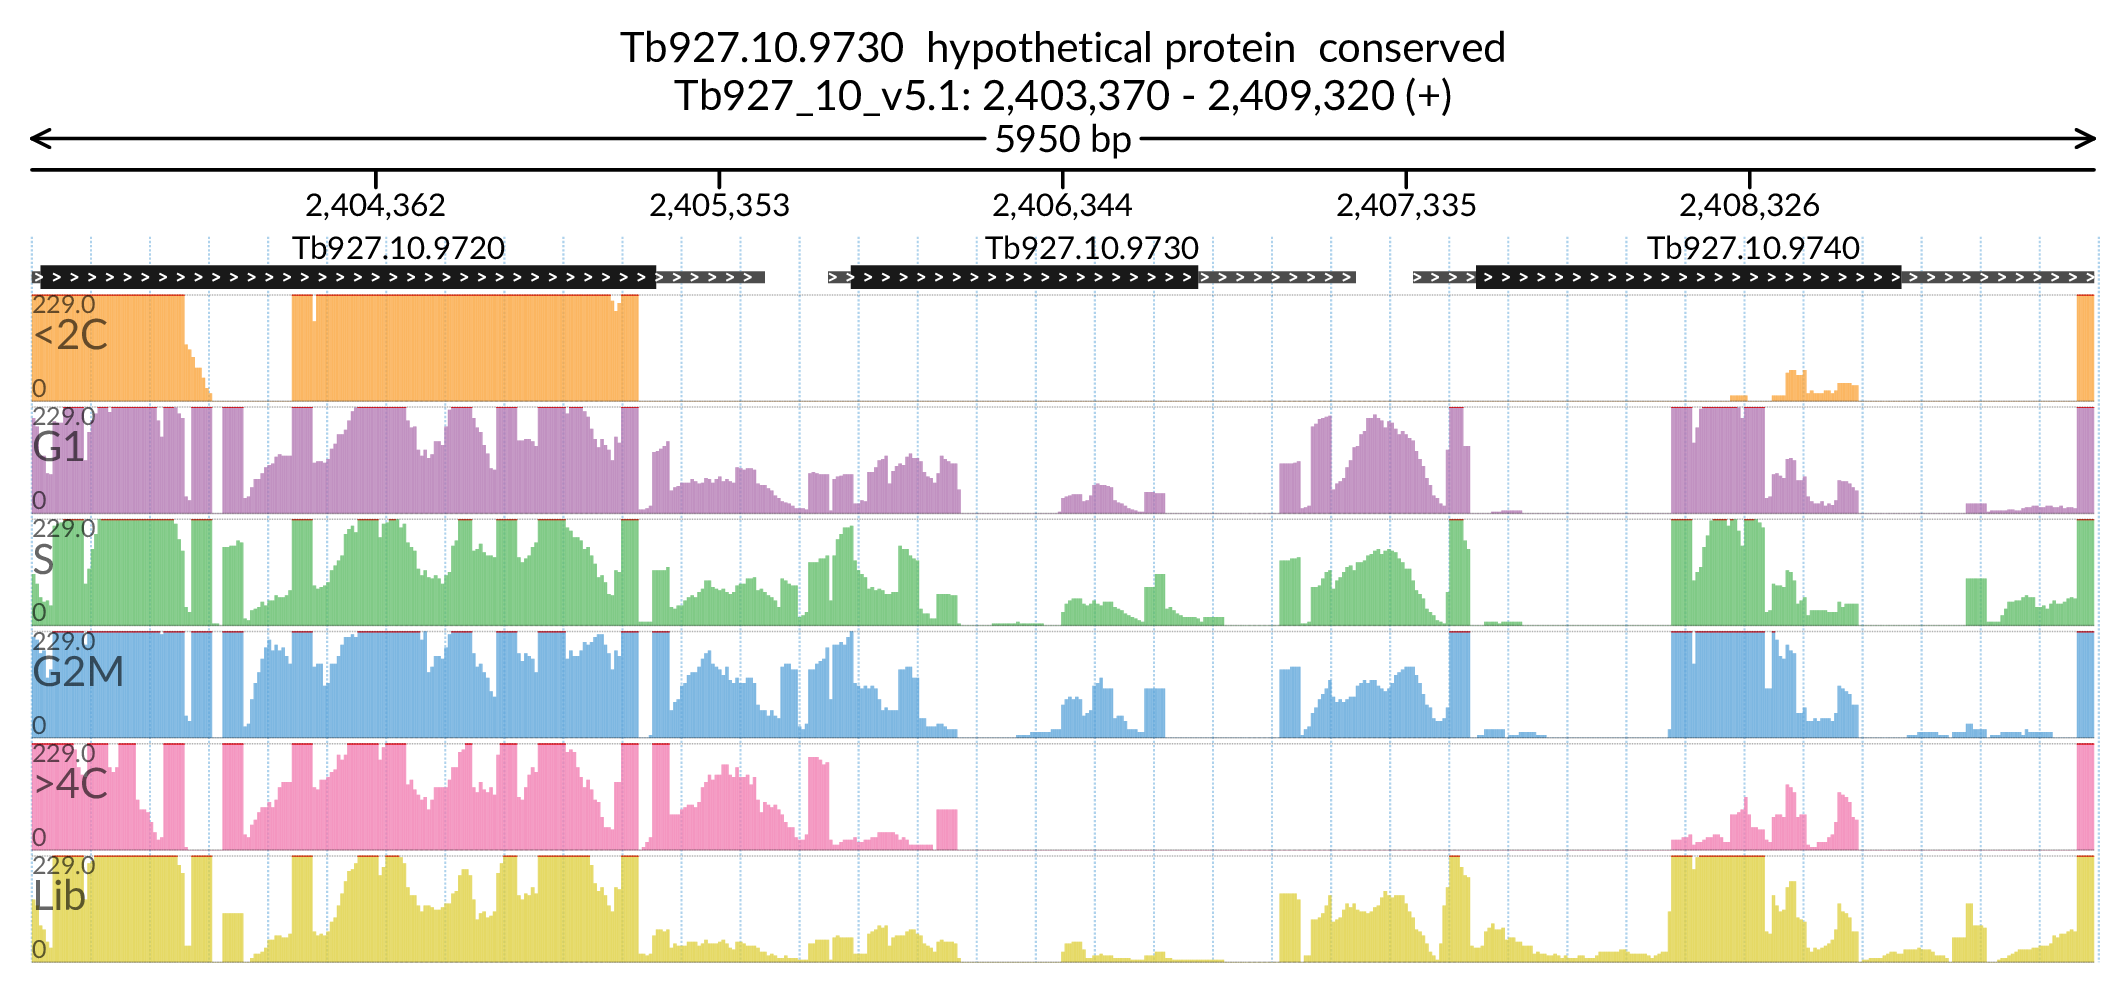 Tb927.10.9730  hypothetical protein  conserved
Tb927_10_v5.1: 2,403,370 - 2,409,320 (+)
5950 bp
2,404,362 2,405,353 2,406,344 2,407,335 2,408,326
Tb927.10.9720 Tb927.10.9730 Tb927.10.9740
229.0
<2C
0
229.0
G1
0
229.0
S
0
229.0
G2M
0
229.0
>4C
0
229.0
Lib
0